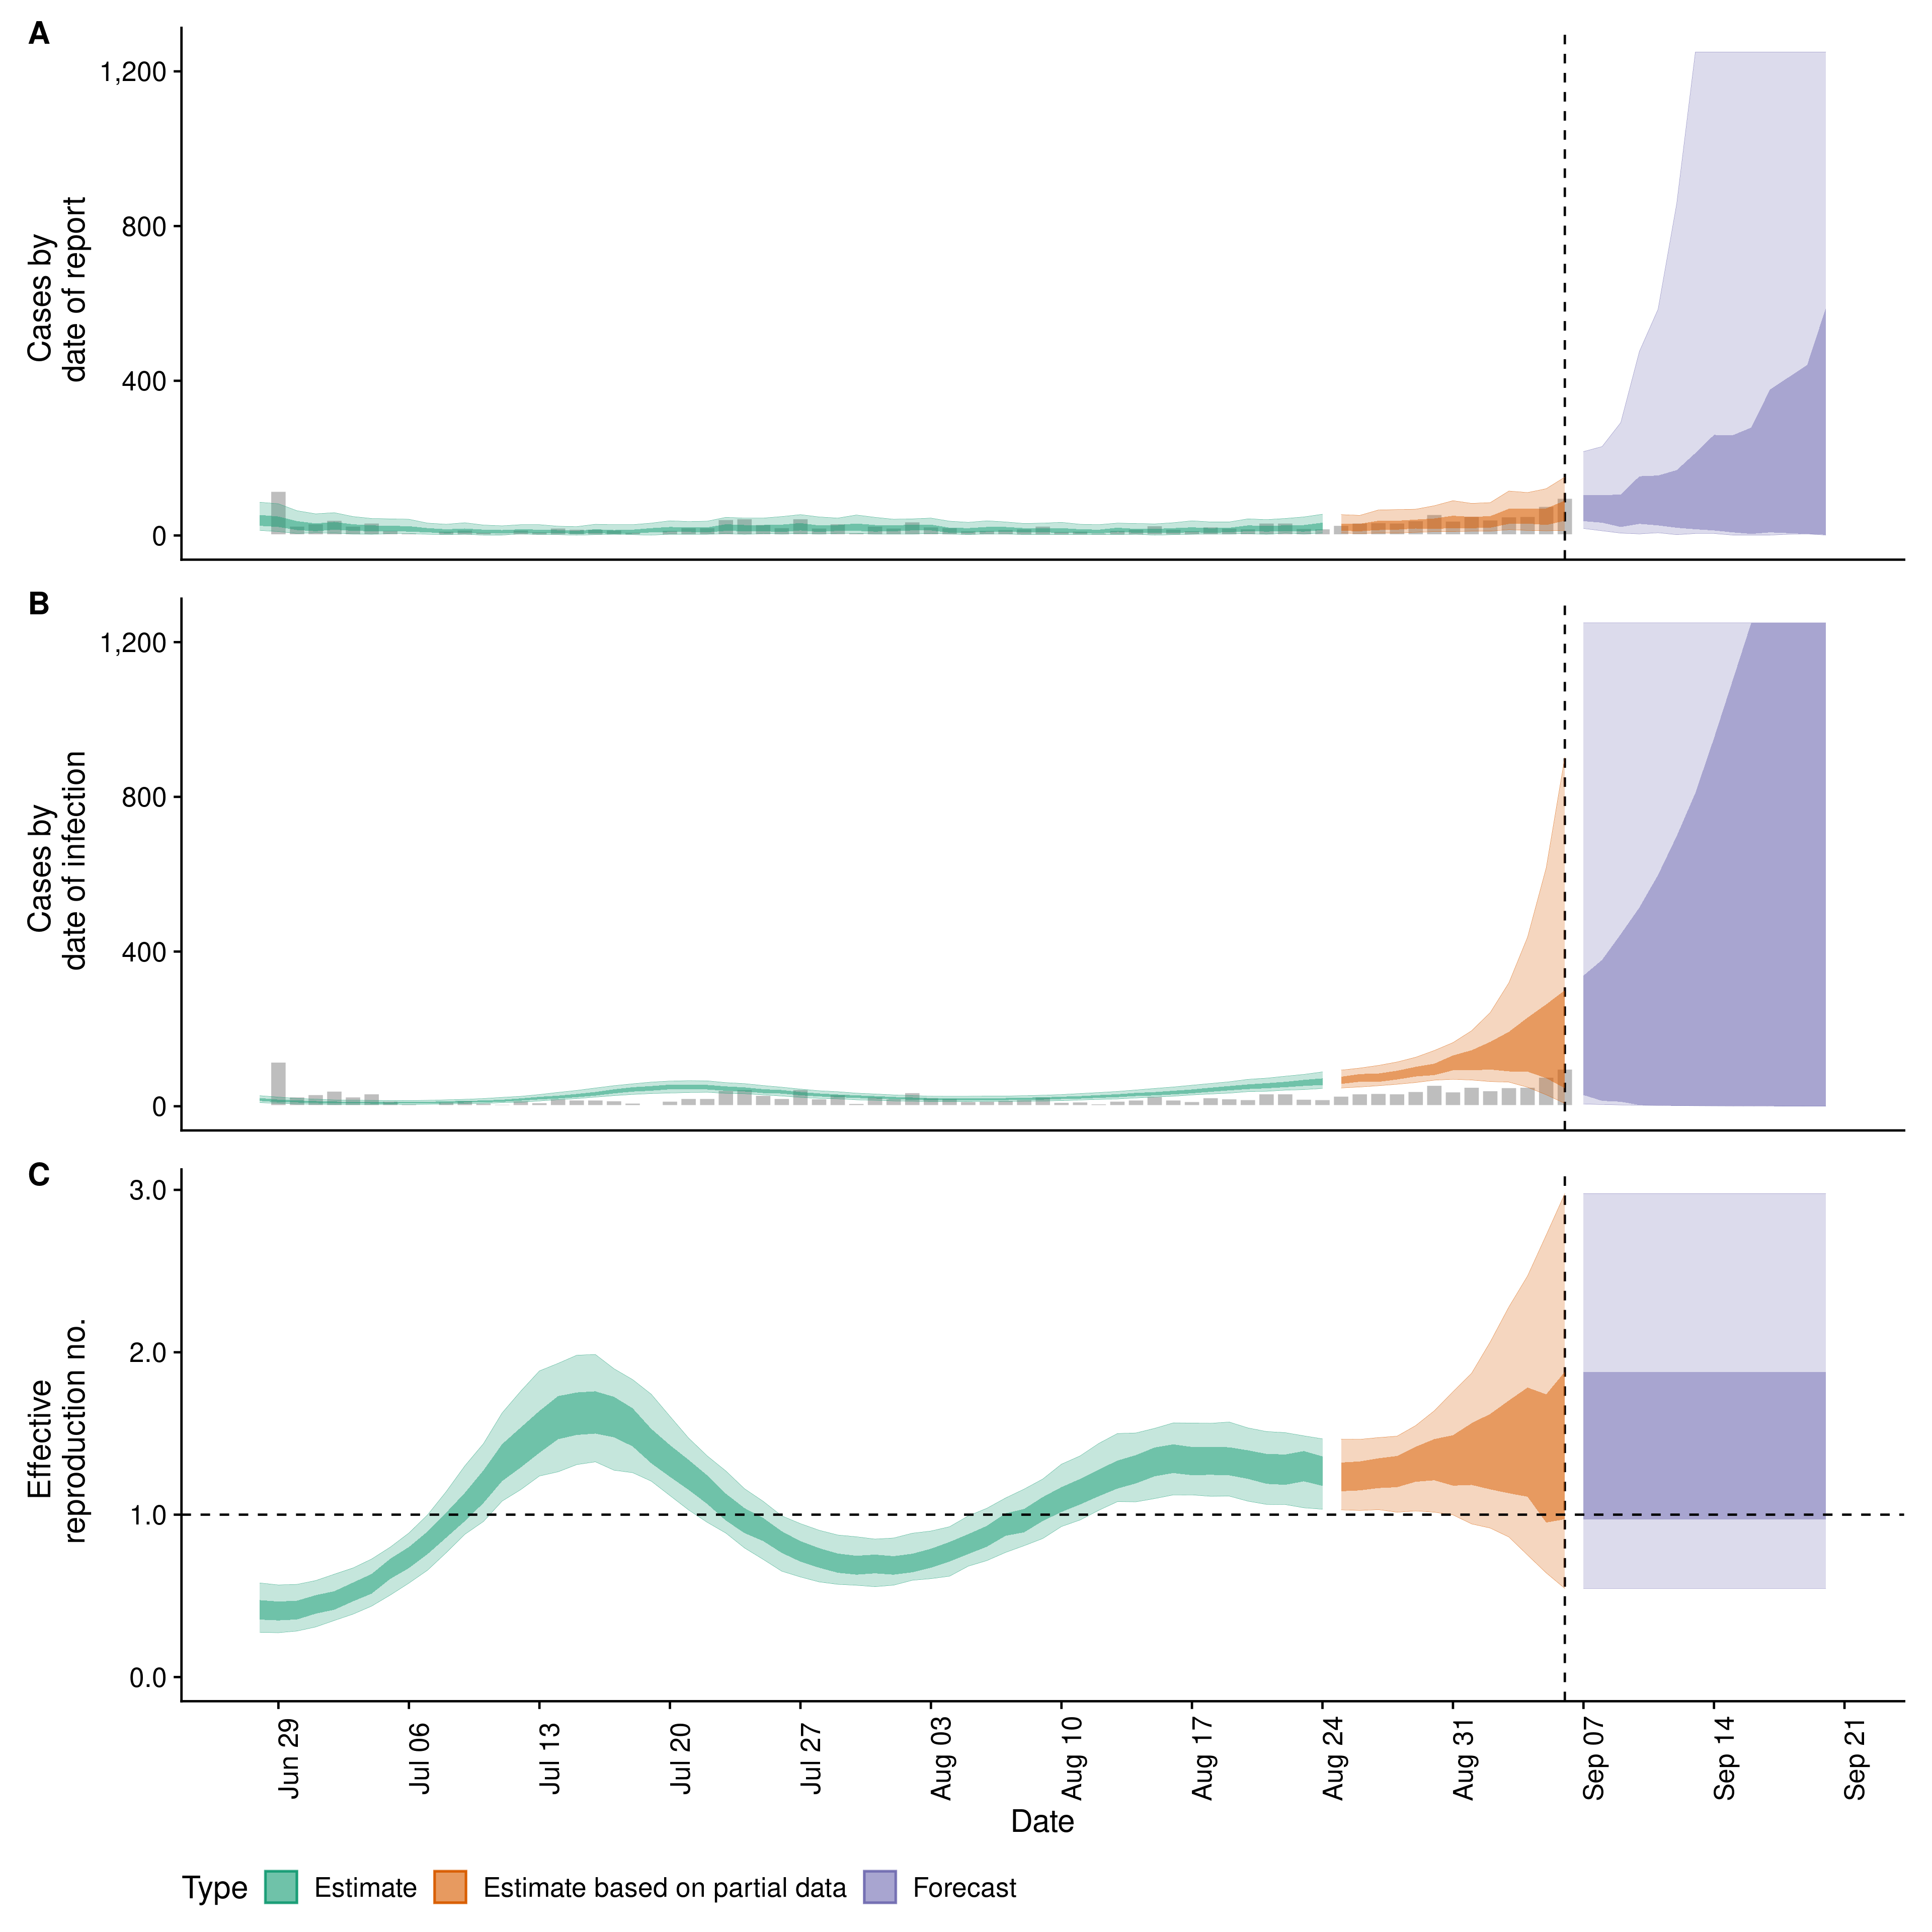 A
1,200
800
400
0
Cases by
date of report
B
1,200
800
400
0
Cases by
date of infection
C
3.0
2.0
1.0
0.0
Effective
reproduction no.
Jun 29
Jul 06
Jul 13
Jul 20
Jul 27
Aug 03
Aug 10
Aug 17
Aug 24
Aug 31
Sep 07
Sep 14
Sep 21
Date
Type Estimate Estimate based on partial data Forecast